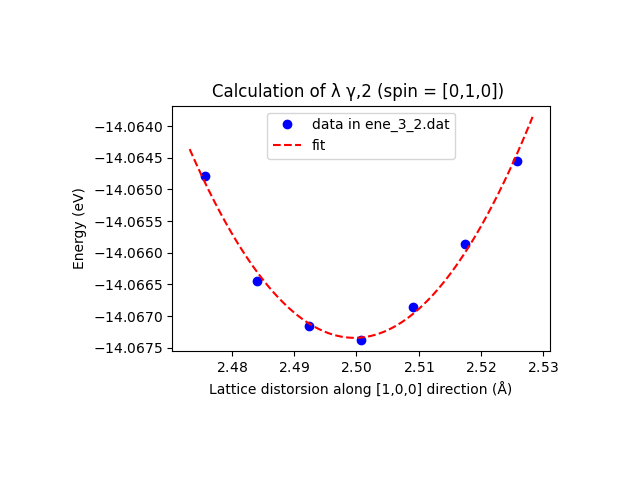 Calculation of λ γ,2 (spin = [0,1,0])
data in ene_3_2.dat
fit
−14.0640
−14.0645
−14.0650
−14.0655
−14.0660
−14.0665
−14.0670
−14.0675
Energy (eV)
2.48 2.49 2.50 2.51 2.52 2.53
Lattice distorsion along [1,0,0] direction (Å)